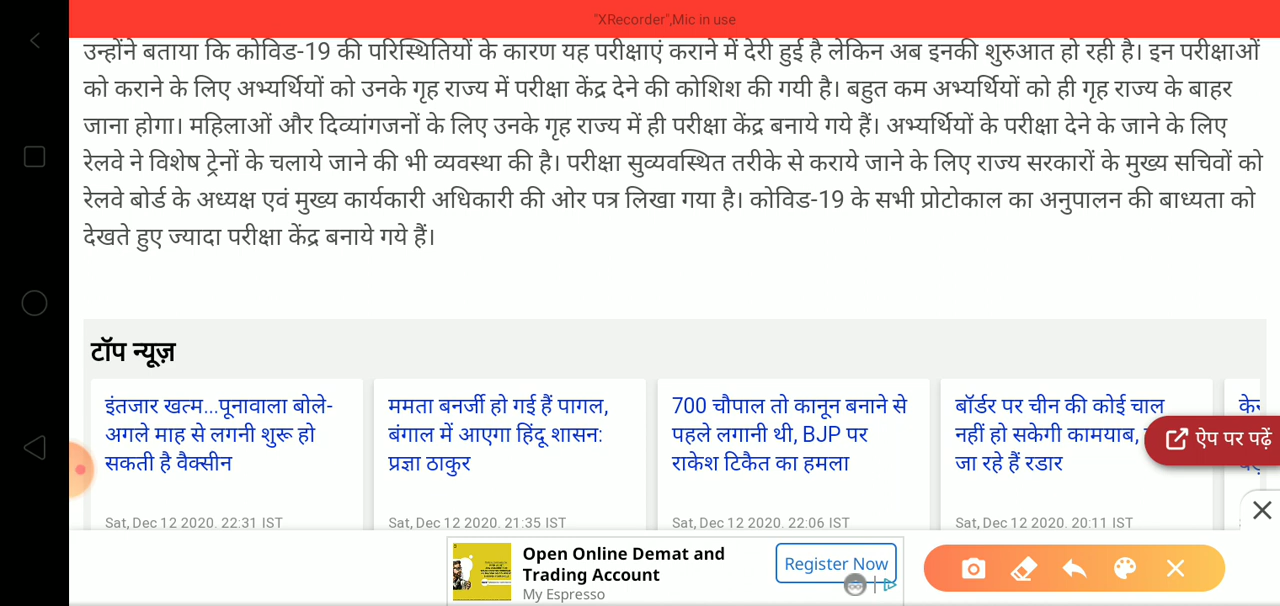 "XRecorder",Mic in use
उन्होंने बताया कि कोविड-19 की परिस्थितियों के कारण यह परीक्षाएं कराने में देरी हुई है लेकिन अब इनकी शुरुआत हो रही है। इन परीक्षाओं
को कराने के लिए अभ्यर्थियों को उनके गृह राज्य में परीक्षा केंद्र देने की कोशिश की गयी है। बहुत कम अभ्यर्थियों को ही गृह राज्य के बाहर
जाना होगा। महिलाओं और दिव्यांगजनों के लिए उनके गृह राज्य में ही परीक्षा केंद्र बनाये गये हैं। अभ्यर्थियों के परीक्षा देने के जाने के लिए
रेलवे ने विशेष ट्रेनों के चलाये जाने की भी व्यवस्था की है। परीक्षा सुव्यवस्थित तरीके से कराये जाने के लिए राज्य सरकारों के मुख्य सचिवों को
रेलवे बोर्ड के अध्यक्ष एवं मुख्य कार्यकारी अधिकारी की ओर पत्र लिखा गया है। कोविड-19 के सभी प्रोटोकाल का अनुपालन की बाध्यता को
देखते हुए ज्यादा परीक्षा केंद्र बनाये गये हैं।
टॉप न्यूज़
इंतजार खत्म...पूनावाला बोले-
अगले माह से लगनी शुरू हो
सकती है वैक्सीन
Sat, Dec 12 2020. 22:31 IST
ममता बनर्जी हो गई हैं पागल,
बंगाल में आएगा हिंदू शासन:
प्रज्ञा ठाकुर
Sat, Dec 12 2020. 21:35 IST
700 चौपाल तो कानून बनाने से
पहले लगानी थी, BJP पर
राकेश टिकैत का हमला
Sat, Dec 12 2020. 22:06 IST
बॉर्डर पर चीन की कोई चाल
नहीं हो सकेगी कामयाब,
जा रहे हैं रडार
Sat, Dec 12 2020. 20:11 IST
ऐप पर पढ़ें
Open Online Demat and
Trading Account
My Espresso
Register Now